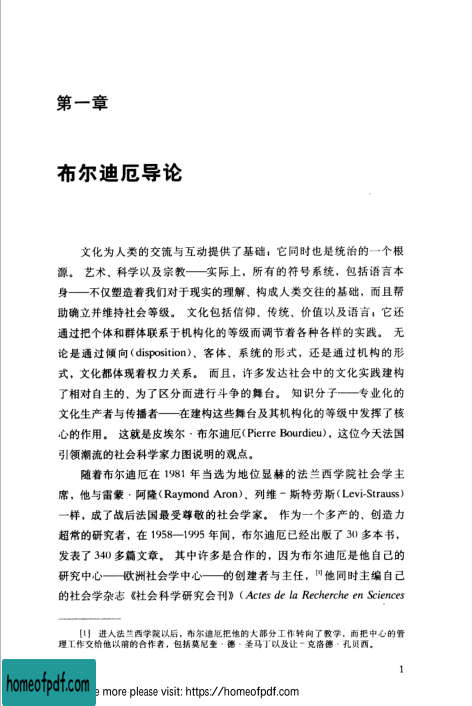 第一章
布尔迪厄导论
文化为人类的交流与互动提供了基础；它同时也是统治的一个根
源。 艺术、科学以及宗教——实际上，所有的符号系统，包括语言本
身——不仅塑造着我们对于现实的理解、构成人类交往的基础，而且帮
助确立并维持社会等级。 文化包括信仰、传统、价值以及语言；它还
通过把个体和群体联系于机构化的等级而调节着各种各样的实践。 无
论是通过倾向(disposition)、客体、系统的形式，还是通过机构的形
式，文化都体现着权力关系。 而且，许多发达社会中的文化实践建构
了相对自主的、为了区分而进行斗争的舞台。 知识分子——专业化的
文化生产者与传播者——在建构这些舞台及其机构化的等级中发挥了核
心的作用。 这就是皮埃尔·布尔迪厄(Pierre Bourdieu)，这位今天法国
引领潮流的社会科学家力图说明的观点。
随着布尔迪厄在 1981 年当选为地位显赫的法兰西学院社会学主
席，他与雷蒙·阿隆(Raymond Aron)、列维－斯特劳斯(Levi-Strauss)
一样，成了战后法国最受尊敬的社会学家。 作为一个多产的、创造力
超常的研究者，在 1958—1995 年间，布尔迪厄已经出版了 30 多本书，
发表了 340 多篇文章。 其中许多是合作的，因为布尔迪厄是他自己的
研究中心——欧洲社会学中心——的创建者与主任，[1]他同时主编自己
的社会学杂志《社会科学研究会刊》(Actes de la Recherche en Sciences
[1] 进入法兰西学院以后，布尔迪厄把他的大部分工作转向了教学，而把中心的管
理工作交给他以前的合作者，包括莫尼奎·德·圣马丁以及让－克洛德·孔贝西。
1
homeofpdf.com
e more please visit: https://homeofpdf.com